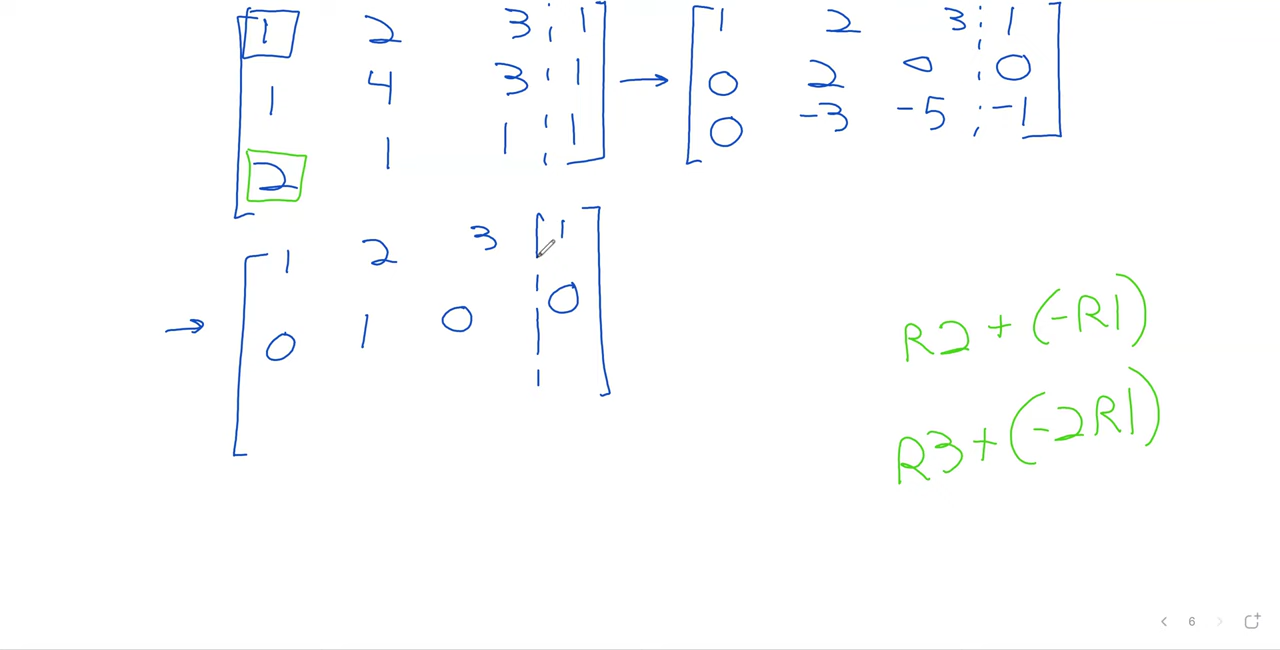 [1 2 3 ¦ 1] → [1 2 3 ¦ 1]
[1 4 3 ¦ 1] [0 2 0 ¦ 0]
[2 1 1 ¦ 1] [0 -3 -5 ¦ -1]
→ [1 2 3 ¦ 1]
[0 1 0 ¦ 0]
R2 + (-R1)
R3 + (-2R1)
6